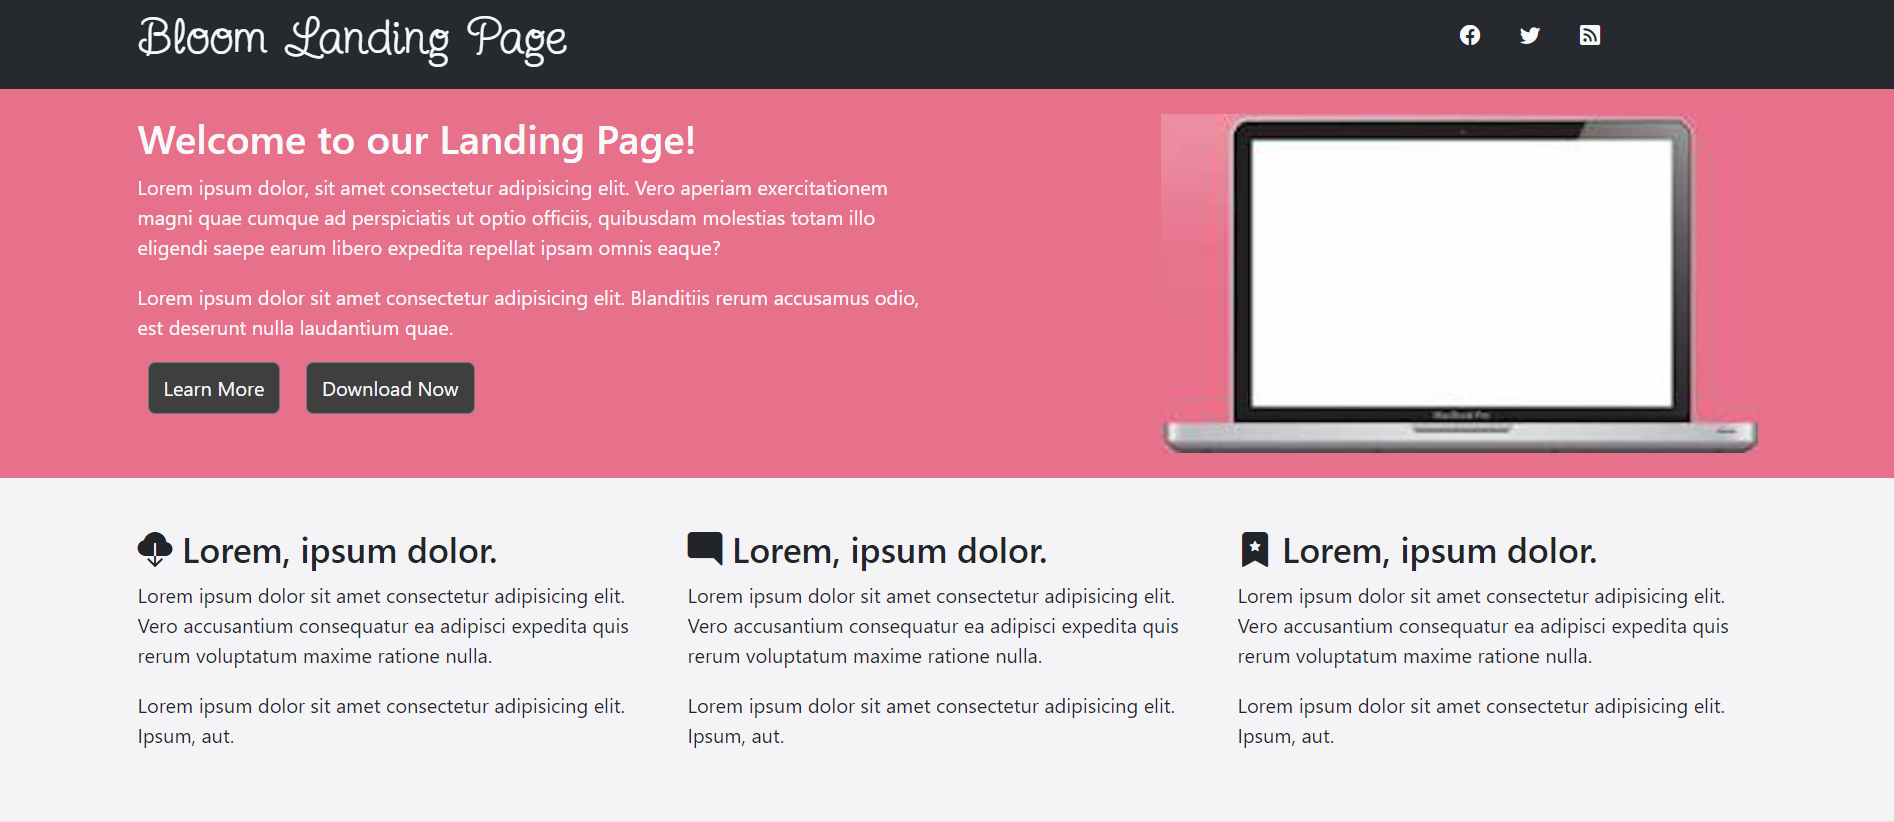 Bloom Landing Page
Welcome to our Landing Page!
Lorem ipsum dolor, sit amet consectetur adipisicing elit. Vero aperiam exercitationem
magni quae cumque ad perspiciatis ut optio officiis, quibusdam molestias totam illo
eligendi saepe earum libero expedita repellat ipsam omnis eaque?
Lorem ipsum dolor sit amet consectetur adipisicing elit. Blanditiis rerum accusamus odio,
est deserunt nulla laudantium quae.
Learn More
Download Now
MacBook Pro
Lorem, ipsum dolor.
Lorem ipsum dolor sit amet consectetur adipisicing elit.
Vero accusantium consequatur ea adipisci expedita quis
rerum voluptatum maxime ratione nulla.
Lorem ipsum dolor sit amet consectetur adipisicing elit.
Ipsum, aut.
Lorem, ipsum dolor.
Lorem ipsum dolor sit amet consectetur adipisicing elit.
Vero accusantium consequatur ea adipisci expedita quis
rerum voluptatum maxime ratione nulla.
Lorem ipsum dolor sit amet consectetur adipisicing elit.
Ipsum, aut.
Lorem, ipsum dolor.
Lorem ipsum dolor sit amet consectetur adipisicing elit.
Vero accusantium consequatur ea adipisci expedita quis
rerum voluptatum maxime ratione nulla.
Lorem ipsum dolor sit amet consectetur adipisicing elit.
Ipsum, aut.